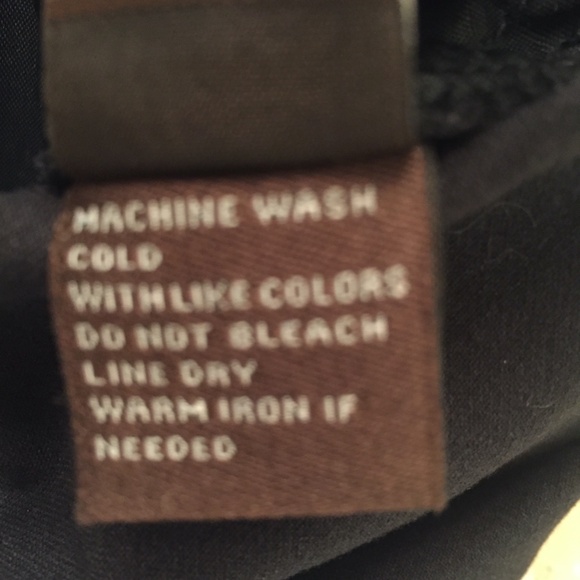 MACHINE WASH
COLD
WITH LIKE COLORS
DO NOT BLEACH
LINE DRY
WARM IRON IF
NEEDED